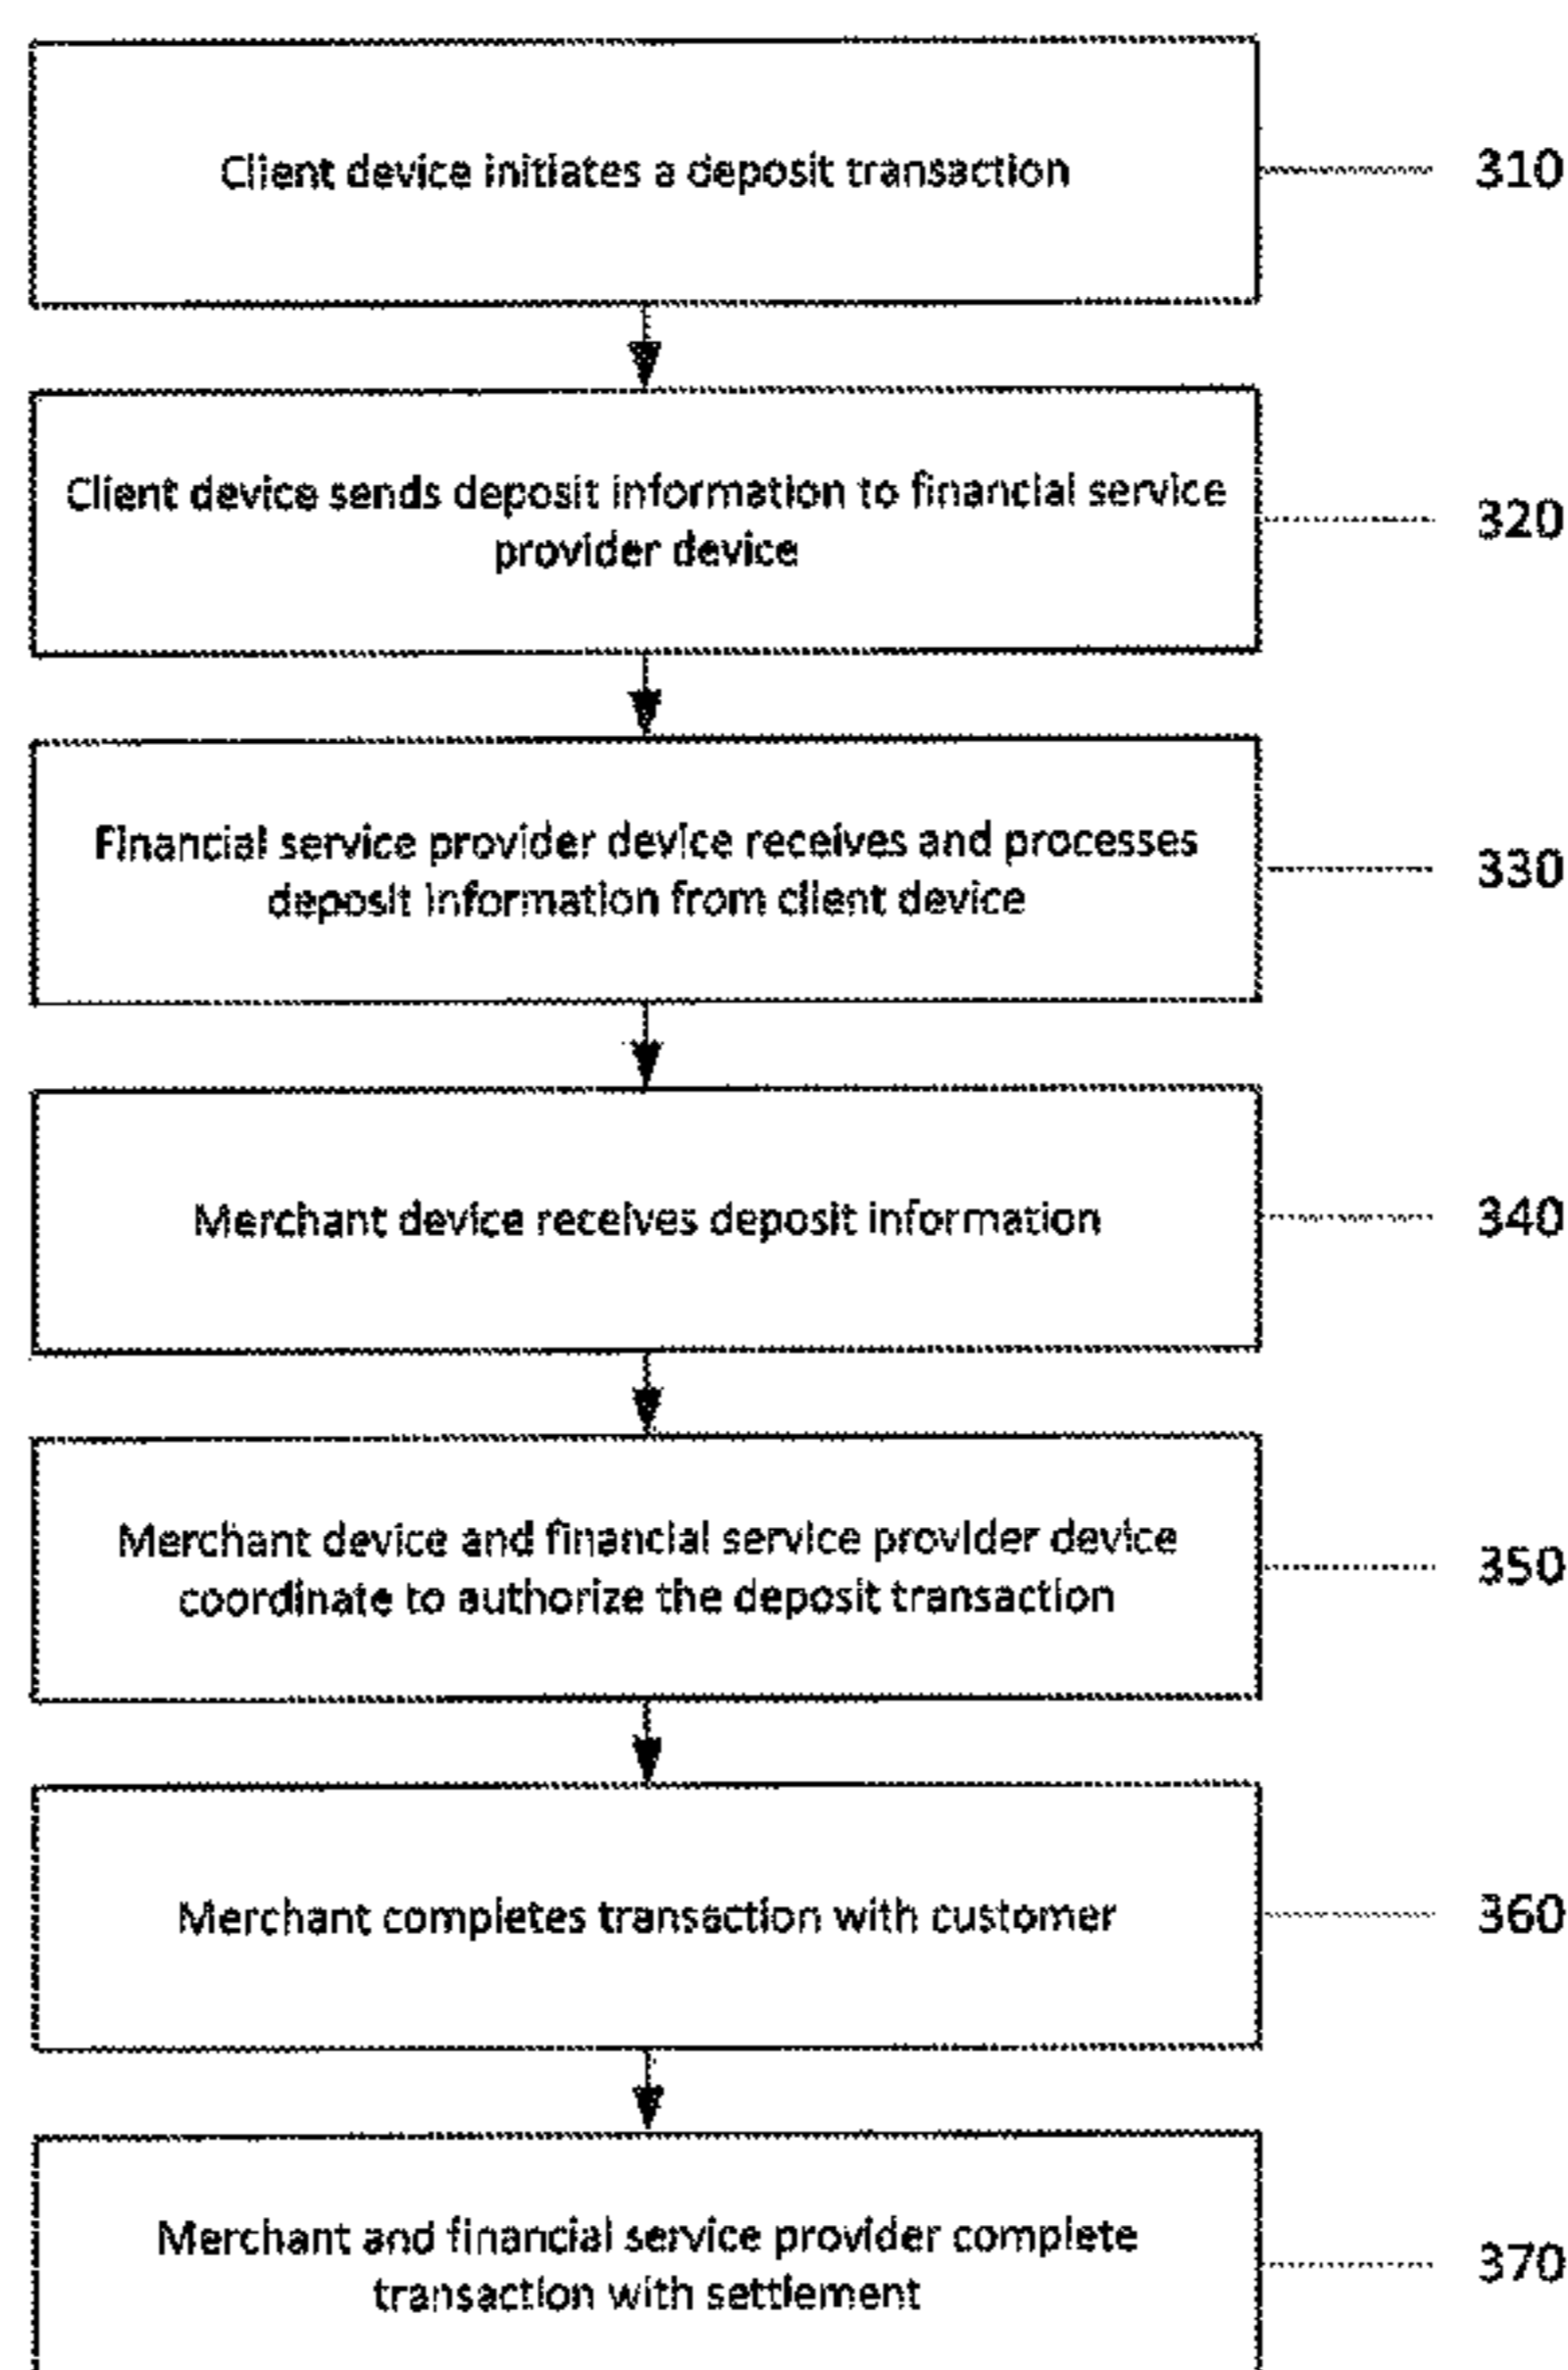 Client device initiates a deposit transaction
310
Client device sends deposit information to financial service
provider device
320
Financial service provider device receives and processes
deposit information from client device
330
Merchant device receives deposit information
340
Merchant device and financial service provider device
coordinate to authorize the deposit transaction
350
Merchant completes transaction with customer
360
Merchant and financial service provider complete
transaction with settlement
370